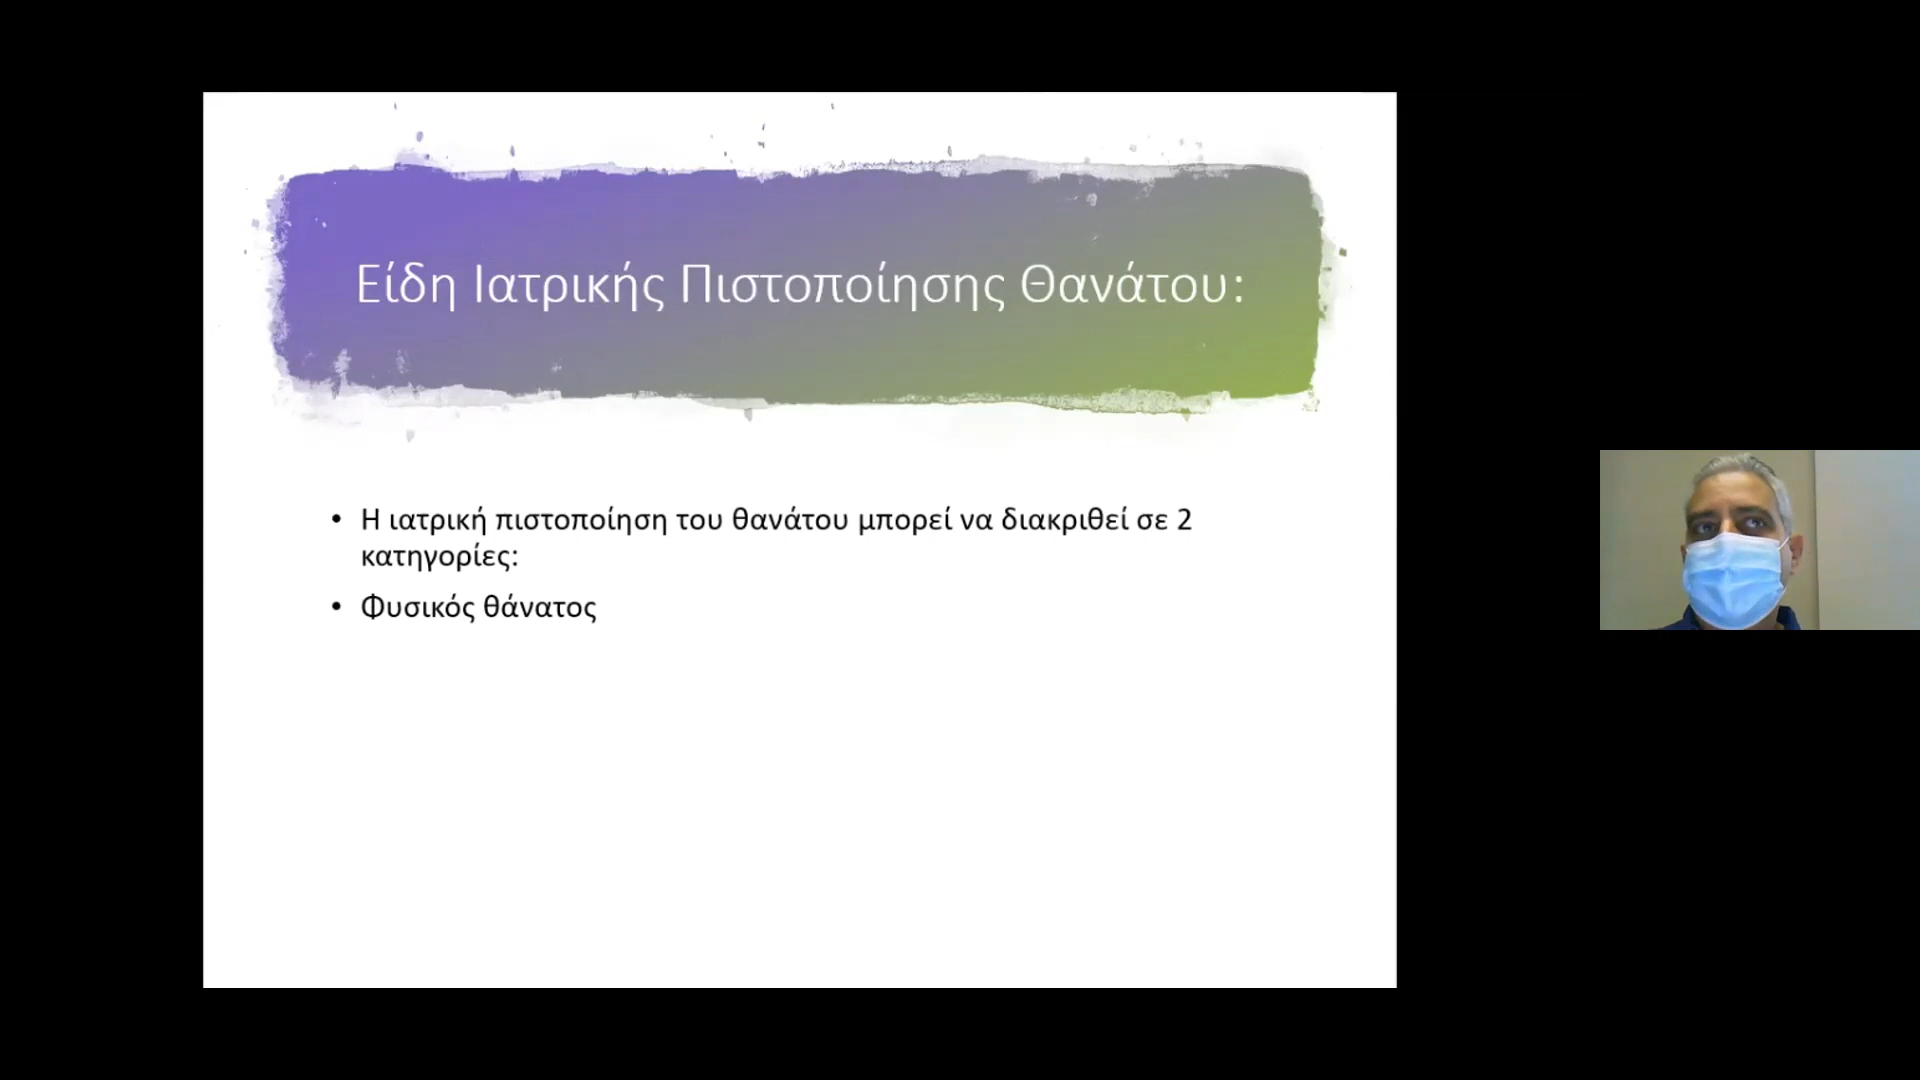 Είδη Ιατρικής Πιστοποίησης Θανάτου:
• Η ιατρική πιστοποίηση του θανάτου μπορεί να διακριθεί σε 2
κατηγορίες:
• Φυσικός θάνατος